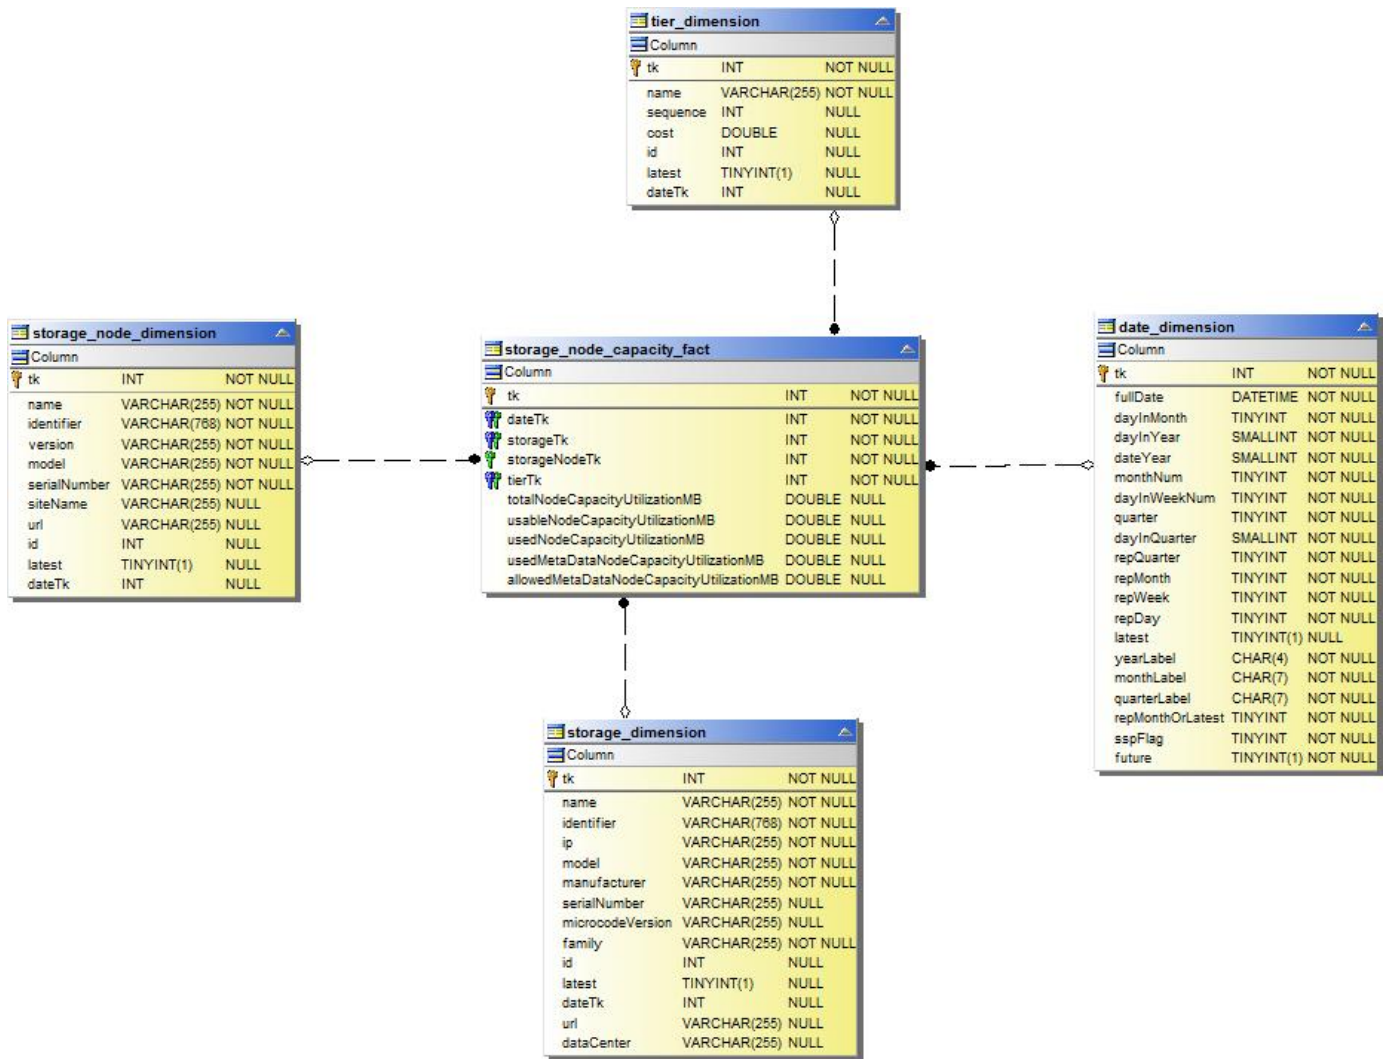 tier_dimension
Column
tk INT NOT NULL
name VARCHAR(255) NOT NULL
sequence INT NULL
cost DOUBLE NULL
id INT NULL
latest TINYINT(1) NULL
dateTk INT NULL
storage_node_dimension
Column
tk INT NOT NULL
name VARCHAR(255) NOT NULL
identifier VARCHAR(768) NOT NULL
version VARCHAR(255) NOT NULL
model VARCHAR(255) NOT NULL
serialNumber VARCHAR(255) NOT NULL
siteName VARCHAR(255) NULL
url VARCHAR(255) NULL
id INT NULL
latest TINYINT(1) NULL
dateTk INT NULL
storage_node_capacity_fact
Column
tk INT NOT NULL
dateTk INT NOT NULL
storageTk INT NOT NULL
storageNodeTk INT NOT NULL
tierTk INT NOT NULL
totalNodeCapacityUtilizationMB DOUBLE NULL
usableNodeCapacityUtilizationMB DOUBLE NULL
usedNodeCapacityUtilizationMB DOUBLE NULL
usedMetaDataNodeCapacityUtilizationMB DOUBLE NULL
allowedMetaDataNodeCapacityUtilizationMB DOUBLE NULL
date_dimension
Column
tk INT NOT NULL
fullDate DATETIME NOT NULL
dayInMonth TINYINT NOT NULL
dayInYear SMALLINT NOT NULL
dateYear SMALLINT NOT NULL
monthNum TINYINT NOT NULL
dayInWeekNum TINYINT NOT NULL
quarter TINYINT NOT NULL
dayInQuarter SMALLINT NOT NULL
repQuarter TINYINT NOT NULL
repMonth TINYINT NOT NULL
repWeek TINYINT NOT NULL
repDay TINYINT NOT NULL
latest TINYINT(1) NULL
yearLabel CHAR(4) NOT NULL
monthLabel CHAR(7) NOT NULL
quarterLabel CHAR(7) NOT NULL
repMonthOrLatest TINYINT NOT NULL
sspFlag TINYINT NOT NULL
future TINYINT(1) NOT NULL
storage_dimension
Column
tk INT NOT NULL
name VARCHAR(255) NOT NULL
identifier VARCHAR(768) NOT NULL
ip VARCHAR(255) NOT NULL
model VARCHAR(255) NOT NULL
manufacturer VARCHAR(255) NOT NULL
serialNumber VARCHAR(255) NULL
microcodeVersion VARCHAR(255) NULL
family VARCHAR(255) NOT NULL
id INT NULL
latest TINYINT(1) NULL
dateTk INT NULL
url VARCHAR(255) NULL
dataCenter VARCHAR(255) NULL